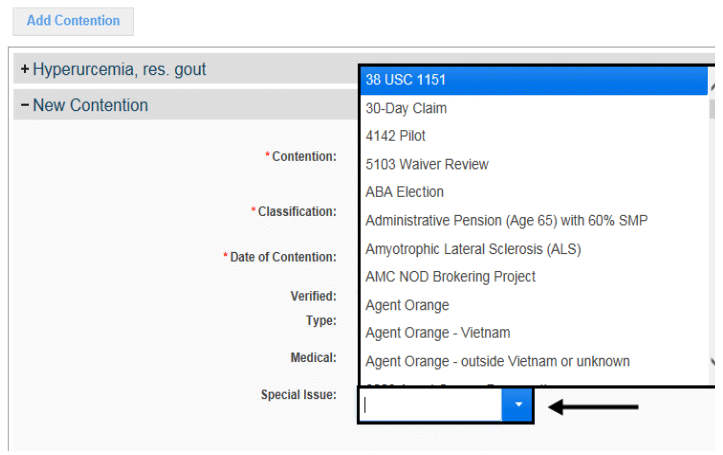 Add Contention
+ Hyperurcemia, res. gout
– New Contention
* Contention:
* Classification:
* Date of Contention:
Verified:
Type:
Medical:
Special Issue:
38 USC 1151
30-Day Claim
4142 Pilot
5103 Waiver Review
ABA Election
Administrative Pension (Age 65) with 60% SMP
Amyotrophic Lateral Sclerosis (ALS)
AMC NOD Brokering Project
Agent Orange
Agent Orange - Vietnam
Agent Orange - outside Vietnam or unknown